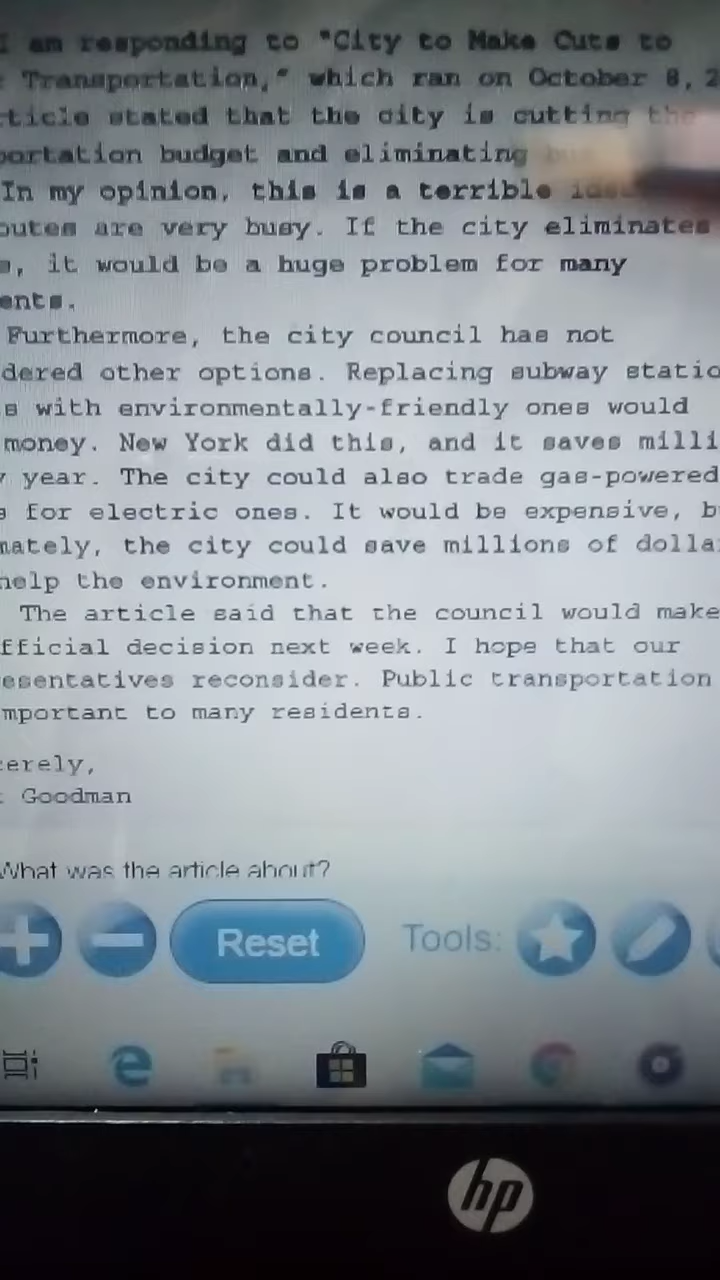 I am responding to "City to Make Cuts to
Transportation," which ran on October 8, 2
rticle stated that the city is cutting the
portation budget and eliminating
In my opinion, this is a terrible
outes are very busy. If the city eliminates
s, it would be a huge problem for many
ents.
Furthermore, the city council has not
dered other options. Replacing subway statio
s with environmentally-friendly ones would
money. New York did this, and it saves milli
y year. The city could also trade gas-powered
s for electric ones. It would be expensive, b
mately, the city could save millions of dolla
help the environment.
The article said that the council would make
fficial decision next week. I hope that our
esentatives reconsider. Public transportation
mportant to many residents.
cerely,
Goodman
What was the article about?
Reset Tools:
hp